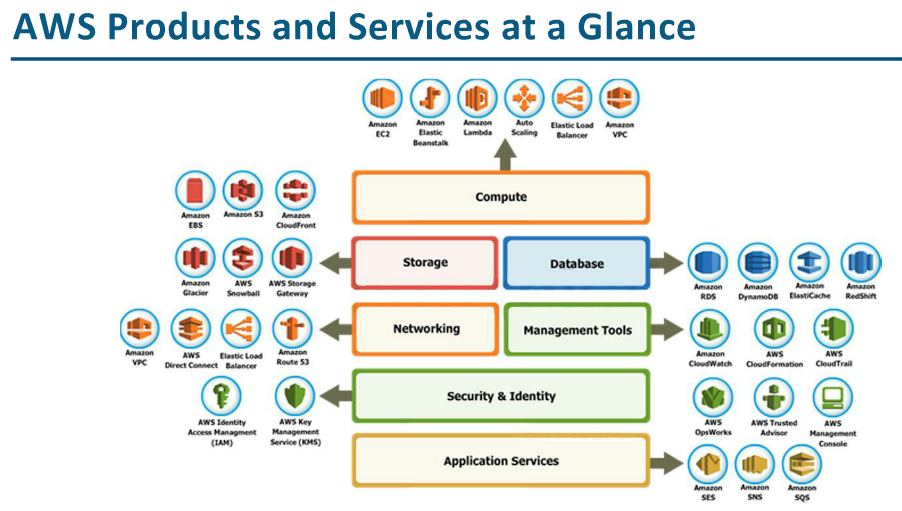 AWS Products and Services at a Glance
Amazon
EC2
Amazon
Elastic
Beanstalk
Amazon
Lambda
Auto
Scaling
Elastic Load
Balancer
Amazon
VPC
Compute
Amazon
EBS
Amazon S3
Amazon
CloudFront
Storage
Database
Amazon
Glacier
AWS
Snowball
AWS Storage
Gateway
Amazon
RDS
Amazon
DynamoDB
Amazon
ElastiCache
Amazon
RedShift
Networking
Management Tools
Amazon
VPC
AWS
Direct Connect
Elastic Load
Balancer
Amazon
Route S3
Amazon
CloudWatch
AWS
CloudFormation
AWS
CloudTrail
Security & Identity
AWS Identity
Access Managment
(IAM)
AWS Key
Management
Service (KMS)
AWS
OpsWorks
AWS Trusted
Advisor
AWS
Management
Console
Application Services
Amazon
SES
Amazon
SNS
Amazon
SQS